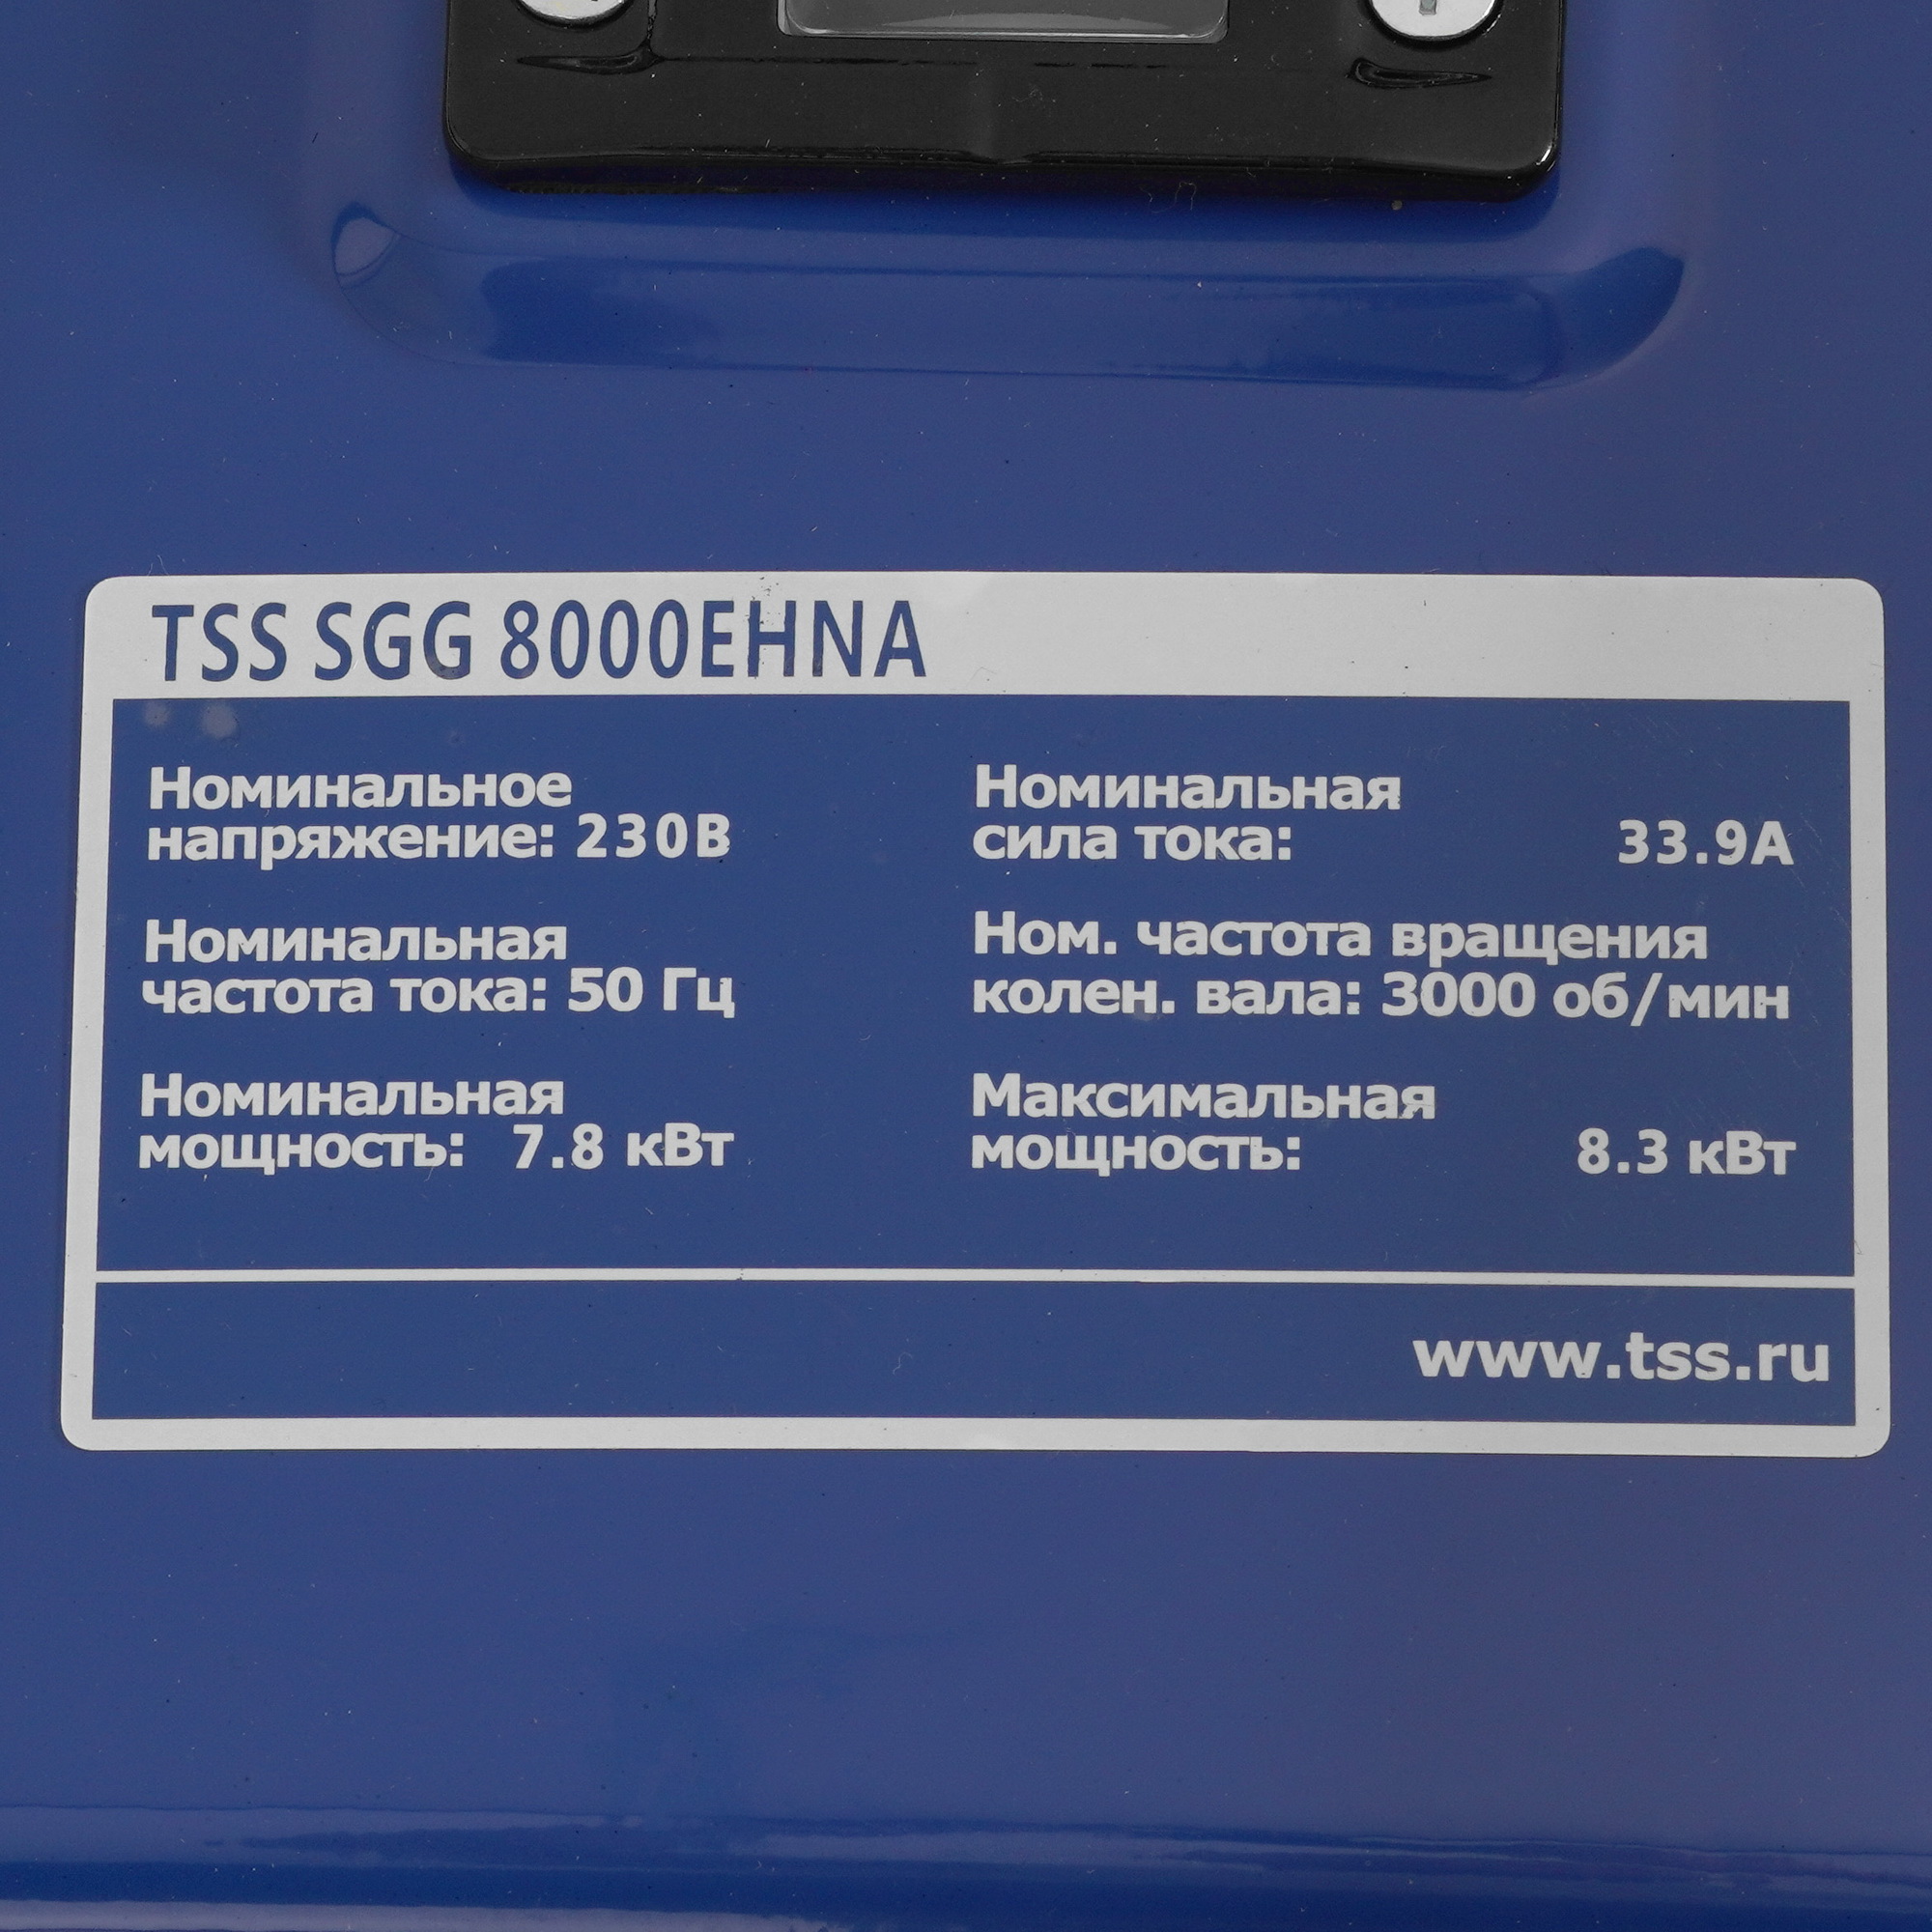 TSS SGG 8000EHNA
Номинальное
напряжение: 230В
Номинальная
сила тока: 33.9А
Номинальная
частота тока: 50 Гц
Ном. частота вращения
колен. вала: 3000 об/мин
Номинальная
мощность: 7.8 кВт
Максимальная
мощность: 8.3 кВт
www.tss.ru